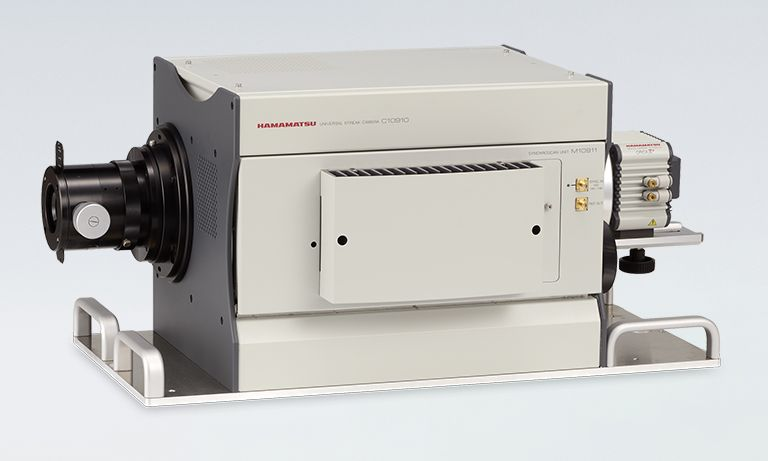 HAMAMATSU UNIVERSAL STREAK CAMERA C10910
SYNCHROSCAN UNIT M10911
HAMAMATSU